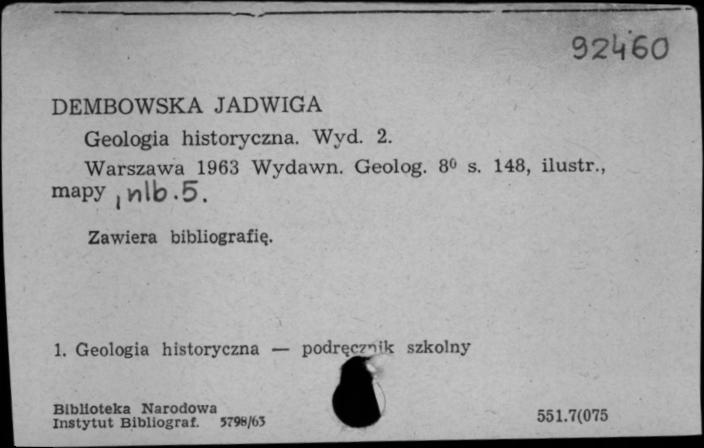 92460
DEMBOWSKA JADWIGA
Geologia historyczna. Wyd. 2.
Warszawa 1963 Wydawn. Geolog. 8⁰ s. 148, ilustr.,
mapy , nlb. 5.
Zawiera bibliografię.
1. Geologia historyczna — podręcznik szkolny
Biblioteka Narodowa
Instytut Bibliograf. 5798/63
551.7(075